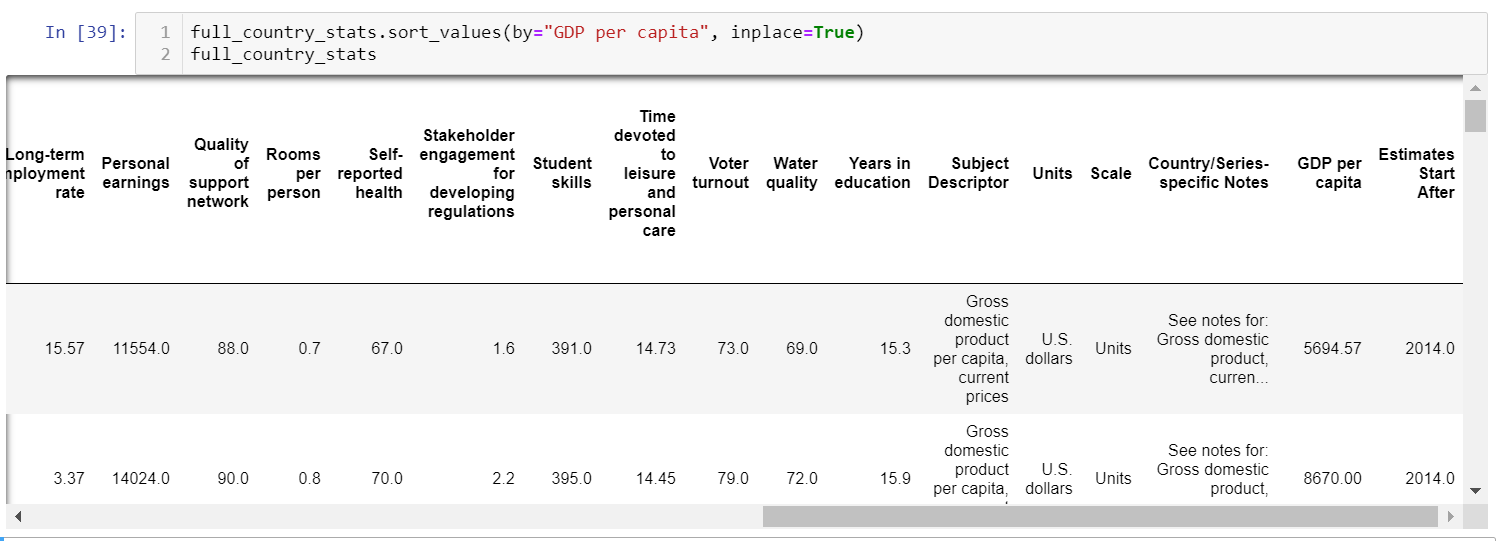 In [39]:
1 full_country_stats.sort_values(by="GDP per capita", inplace=True)
2 full_country_stats
Long-term
mployment
rate
Personal
earnings
Quality
of
support
network
Rooms
per
person
Self-
reported
health
Stakeholder
engagement
for
developing
regulations
Student
skills
Time
devoted
to
leisure
and
personal
care
Voter
turnout
Water
quality
Years in
education
Subject
Descriptor
Units
Scale
Country/Series-
specific Notes
GDP per
capita
Estimates
Start
After
15.57
11554.0
88.0
0.7
67.0
1.6
391.0
14.73
73.0
69.0
15.3
Gross
domestic
product
per capita,
current
prices
U.S.
dollars
Units
See notes for:
Gross domestic
product,
curren...
5694.57
2014.0
3.37
14024.0
90.0
0.8
70.0
2.2
395.0
14.45
79.0
72.0
15.9
Gross
domestic
product
per capita,
U.S.
dollars
Units
See notes for:
Gross domestic
product,
8670.00
2014.0